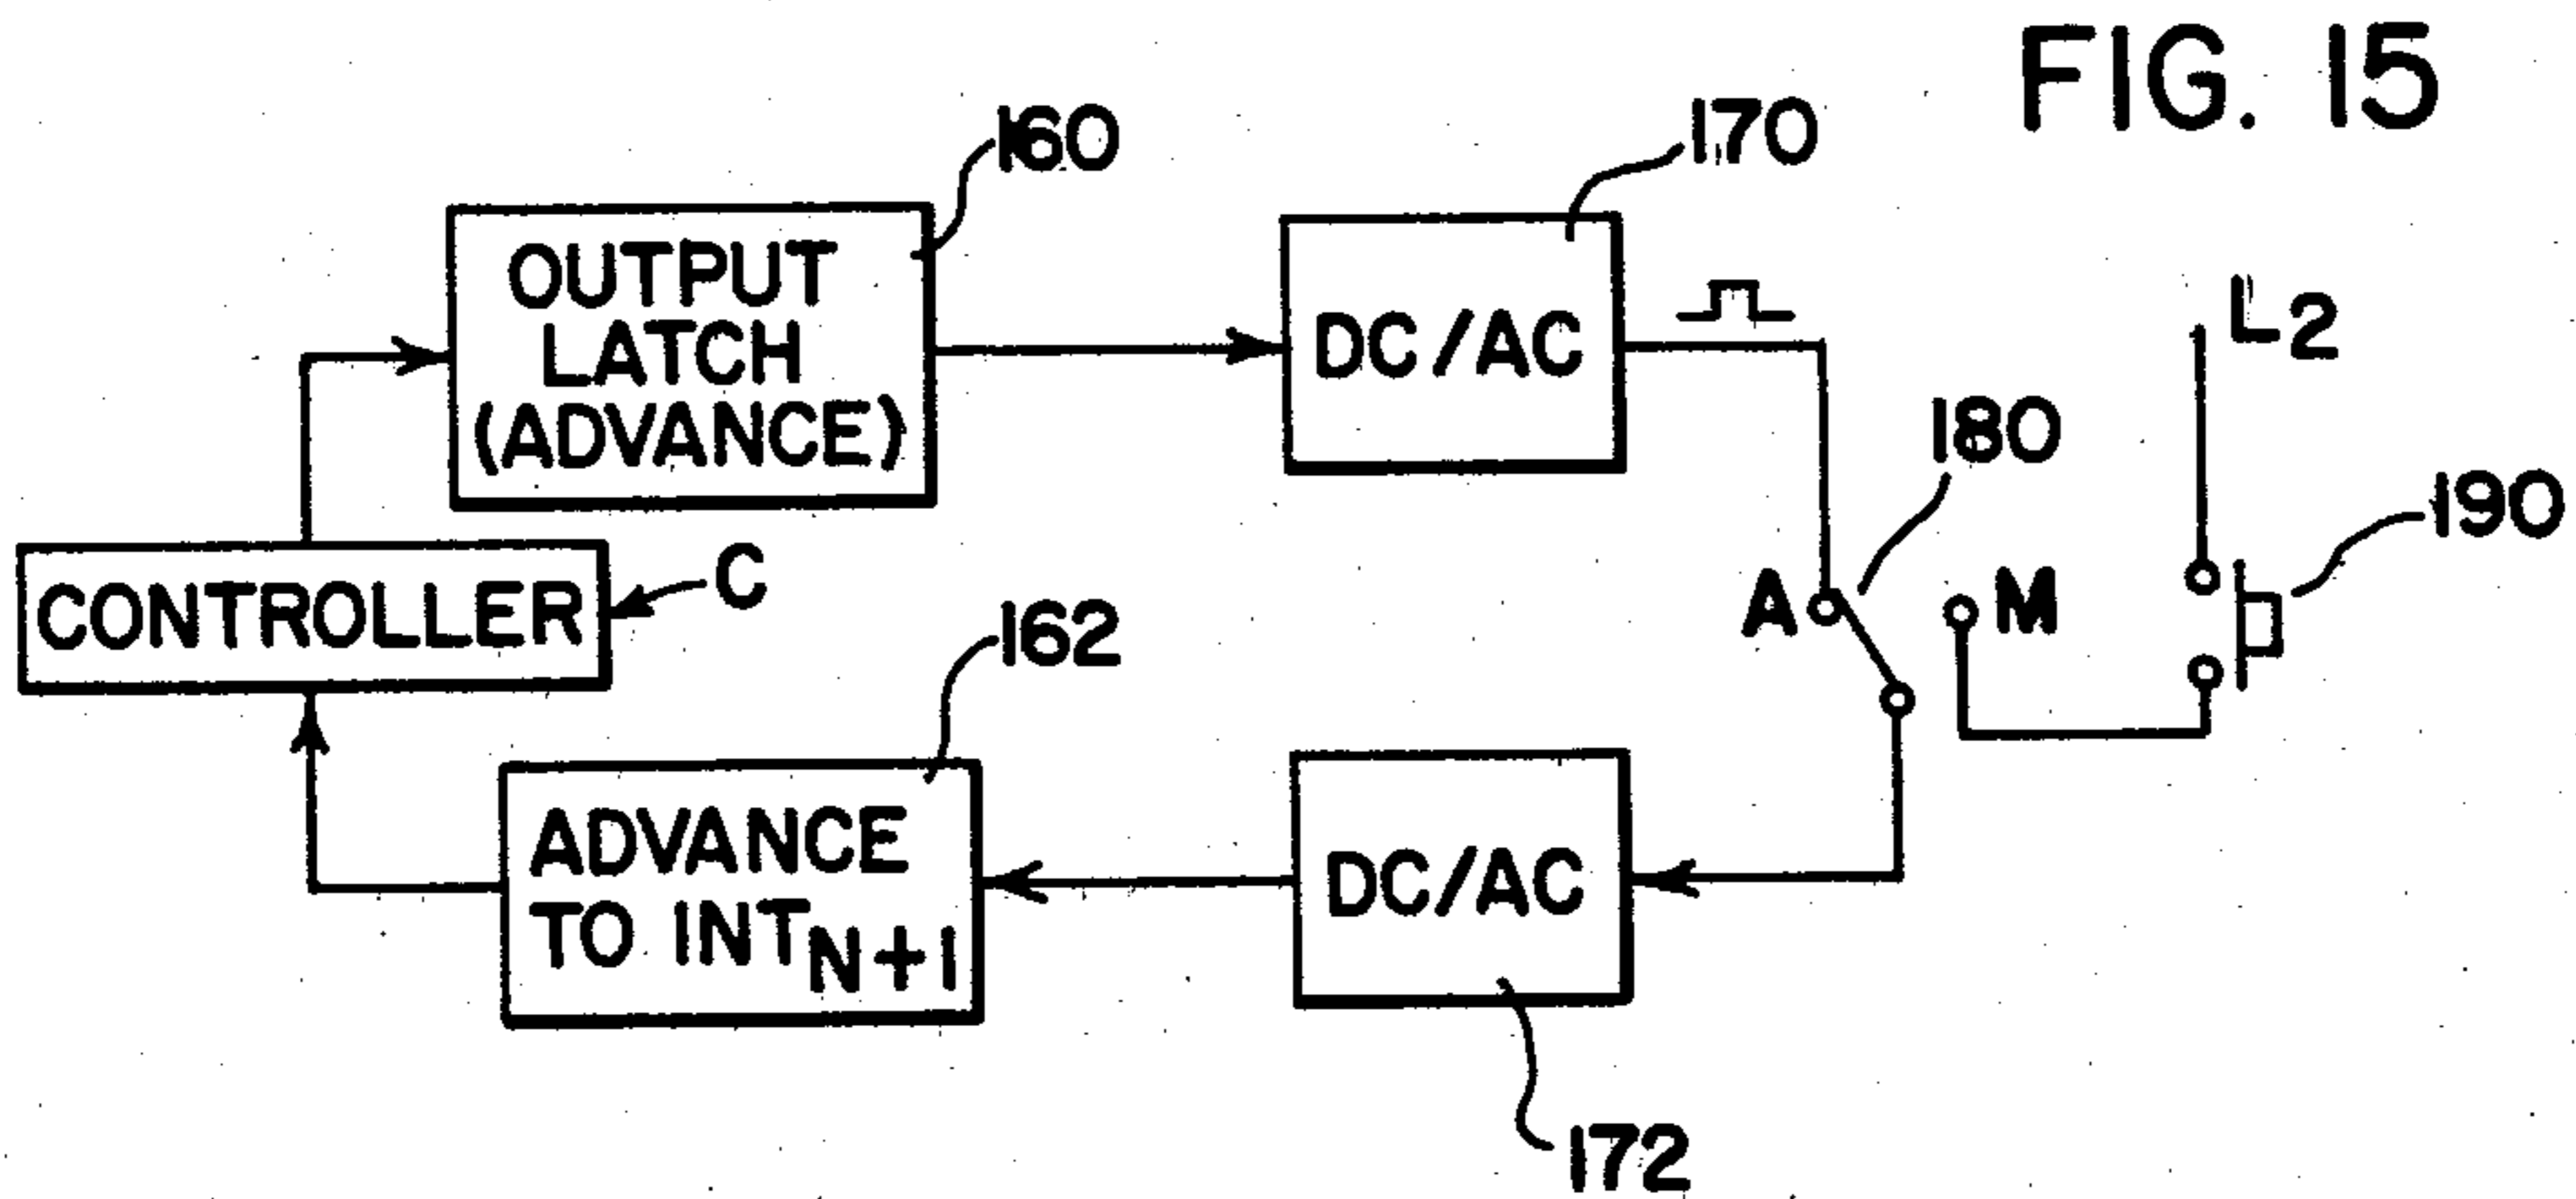 FIG. 15
160
170
OUTPUT
LATCH
(ADVANCE)
DC/AC
L2
180
190
CONTROLLER
C
A
M
162
ADVANCE
TO INTN+1
DC/AC
172